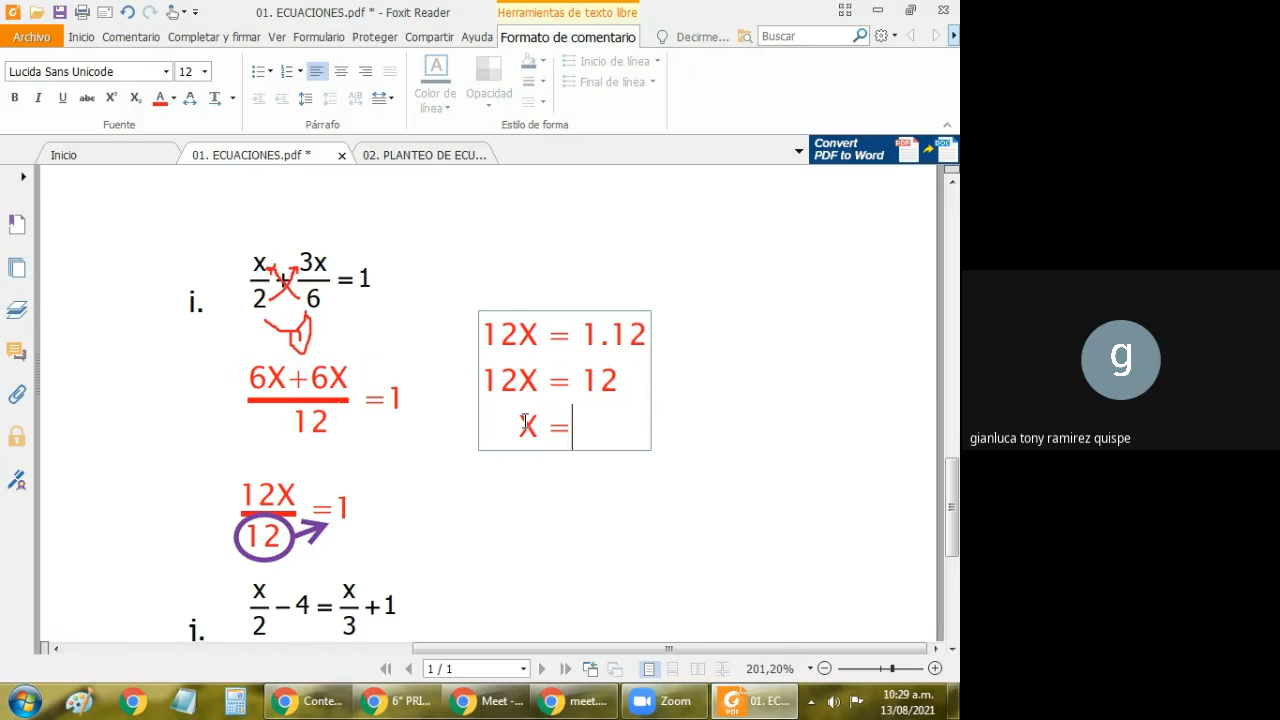 01. ECUACIONES.pdf * - Foxit Reader
Herramientas de texto libre
Archivo Inicio Comentario Completar y firmar Ver Formulario Proteger Compartir Ayuda Formato de comentario Decirme... Buscar
Lucida Sans Unicode 12
Color de línea Opacidad
Inicio de línea
Final de línea
Fuente Párrafo Estilo de forma
Inicio 01. ECUACIONES.pdf * 02. PLANTEO DE ECU...
Convert
PDF to Word
i. x/2 + 3x/6 = 1
6X+6X/12 =1
12X/12 =1
12X = 1.12
12X = 12
X =
j. x/2 − 4 = x/3 + 1
1 / 1
201,20%
Conte... 6° PRI... Meet -... meet.... Zoom 01. EC...
10:29 a.m.
13/08/2021
g
gianluca tony ramirez quispe